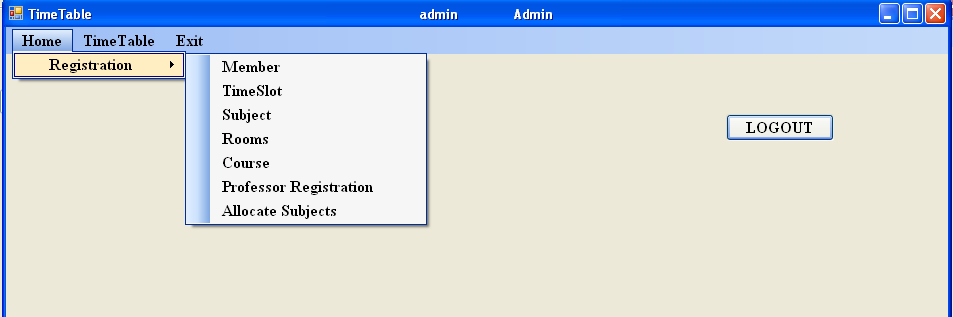 TimeTable admin Admin
Home TimeTable Exit
Registration
Member
TimeSlot
Subject
Rooms
Course
Professor Registration
Allocate Subjects
LOGOUT